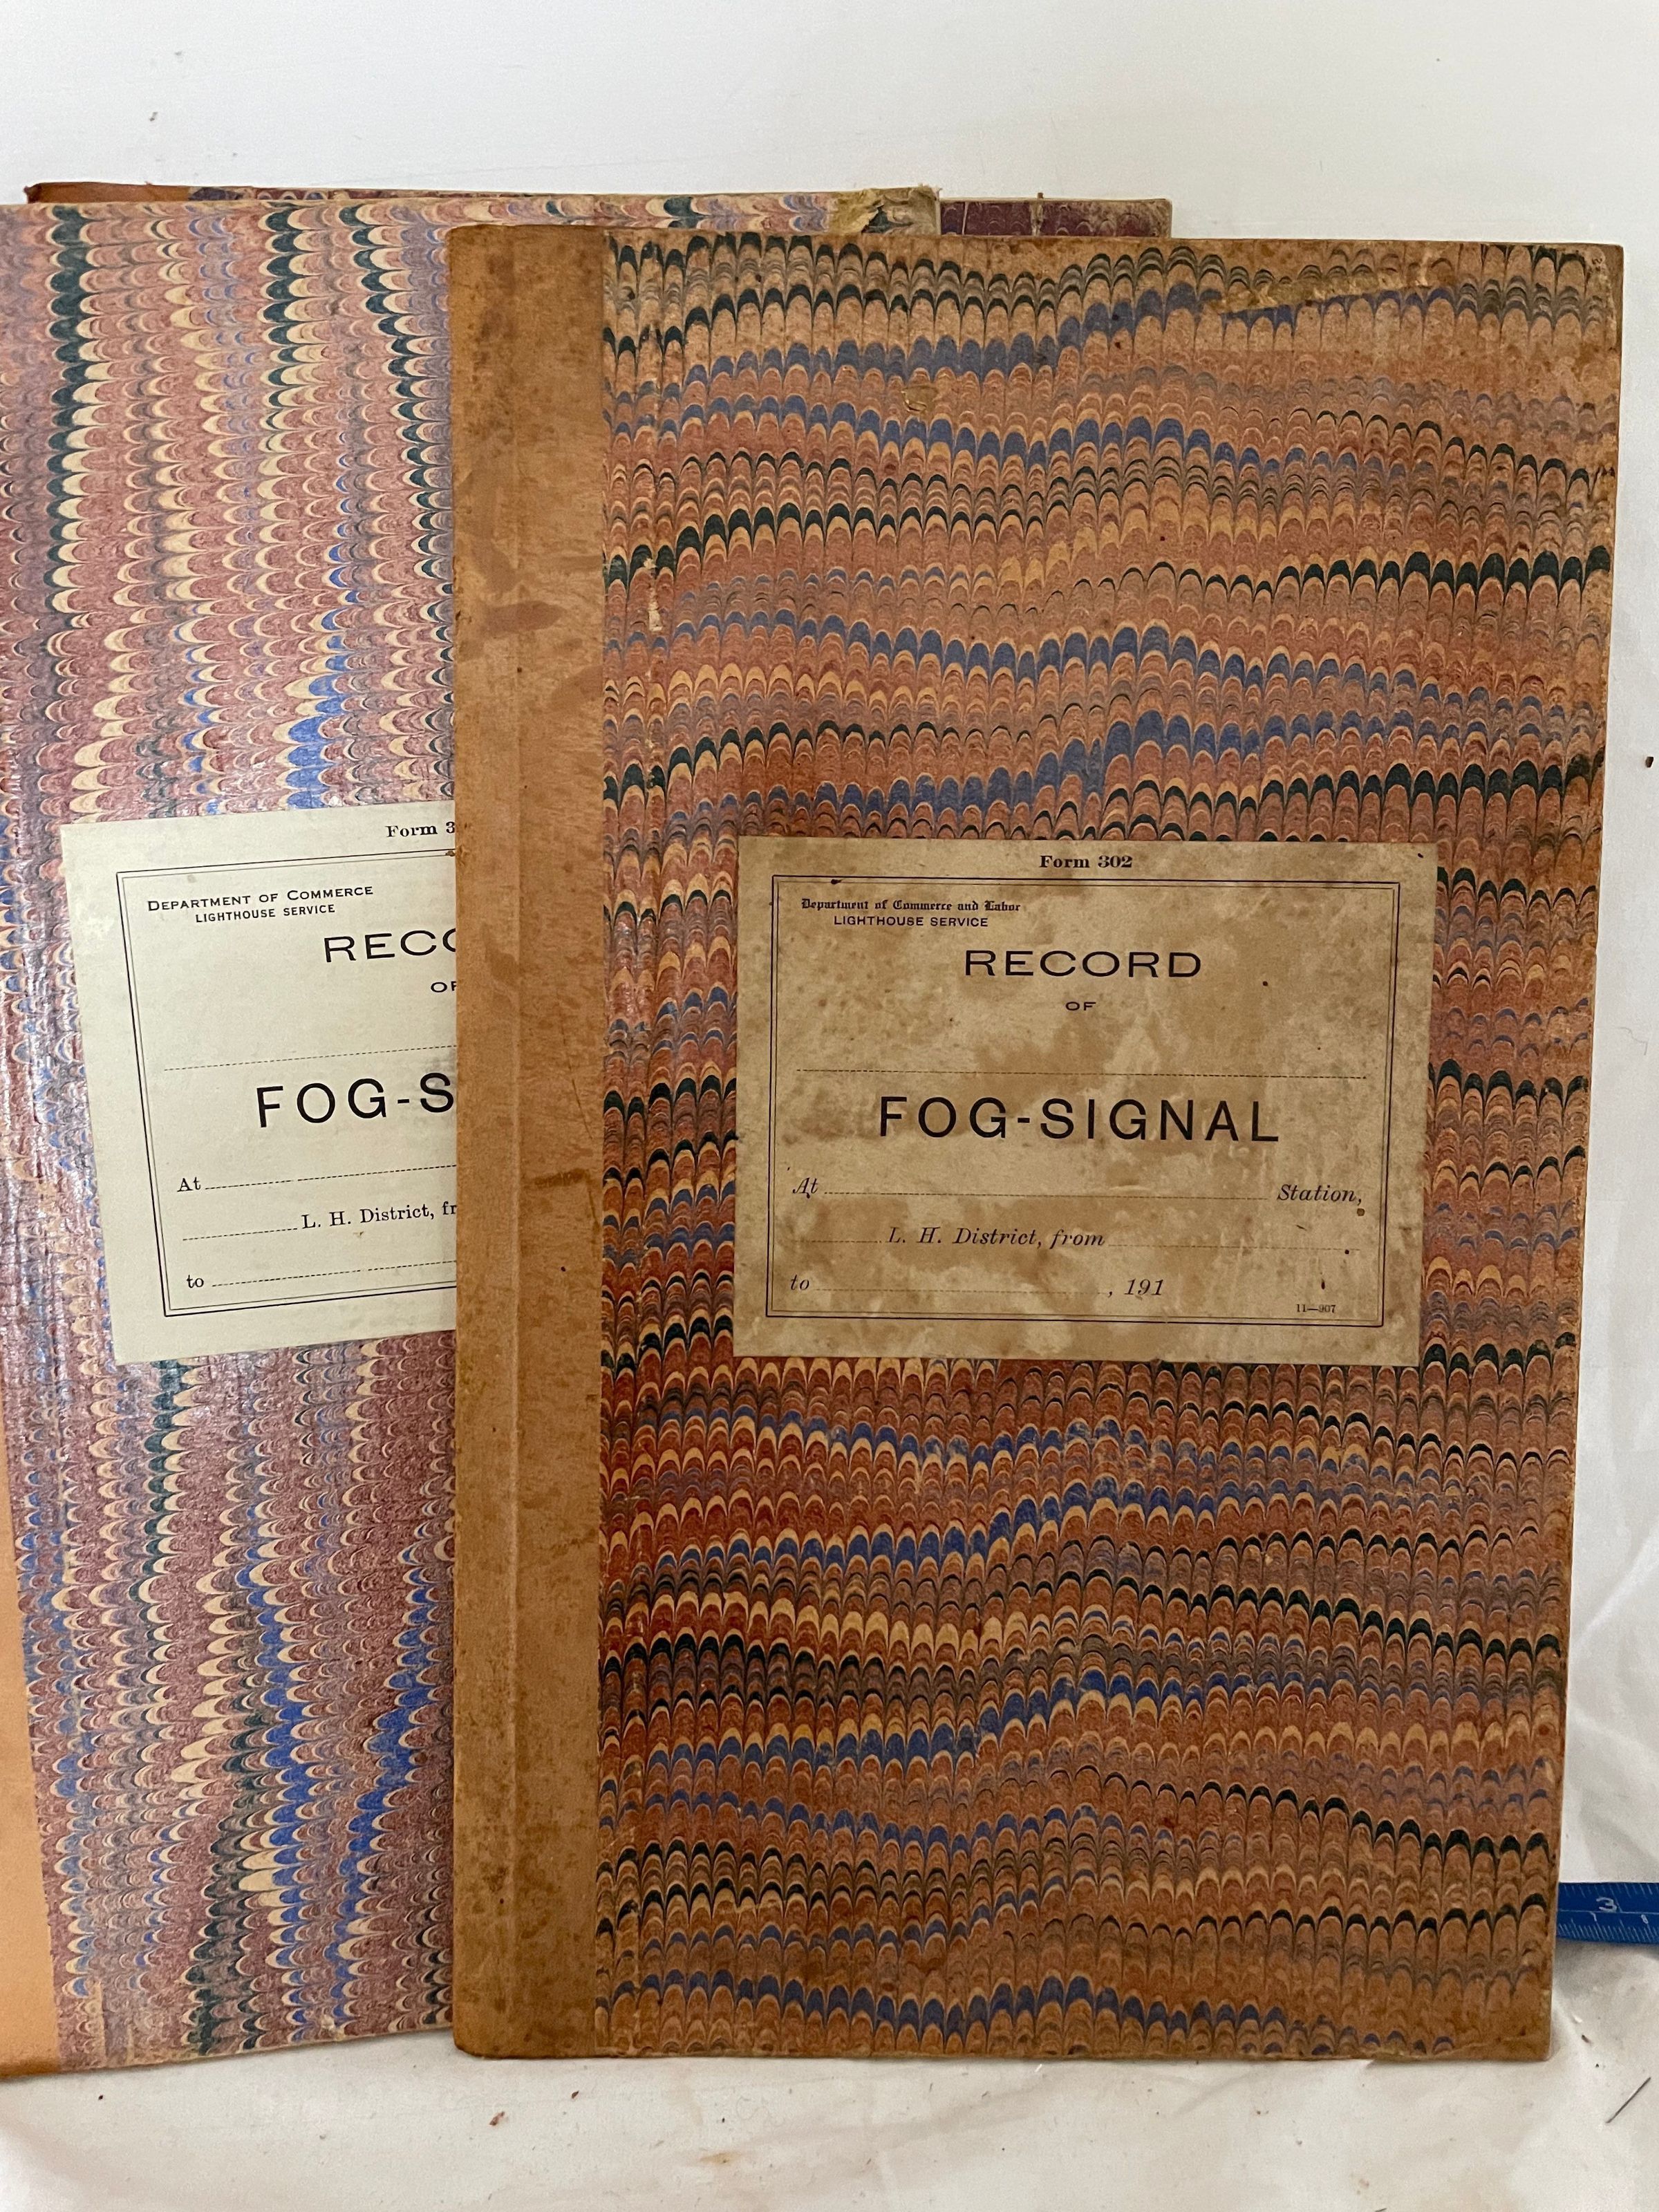 Form 3
DEPARTMENT OF COMMERCE
LIGHTHOUSE SERVICE
RECO
OF
FOG-S
At
L. H. District, fr
to
Form 302
Department of Commerce and Labor
LIGHTHOUSE SERVICE
RECORD
OF
FOG-SIGNAL
At Station,
L. H. District, from
to , 191
11—907
3